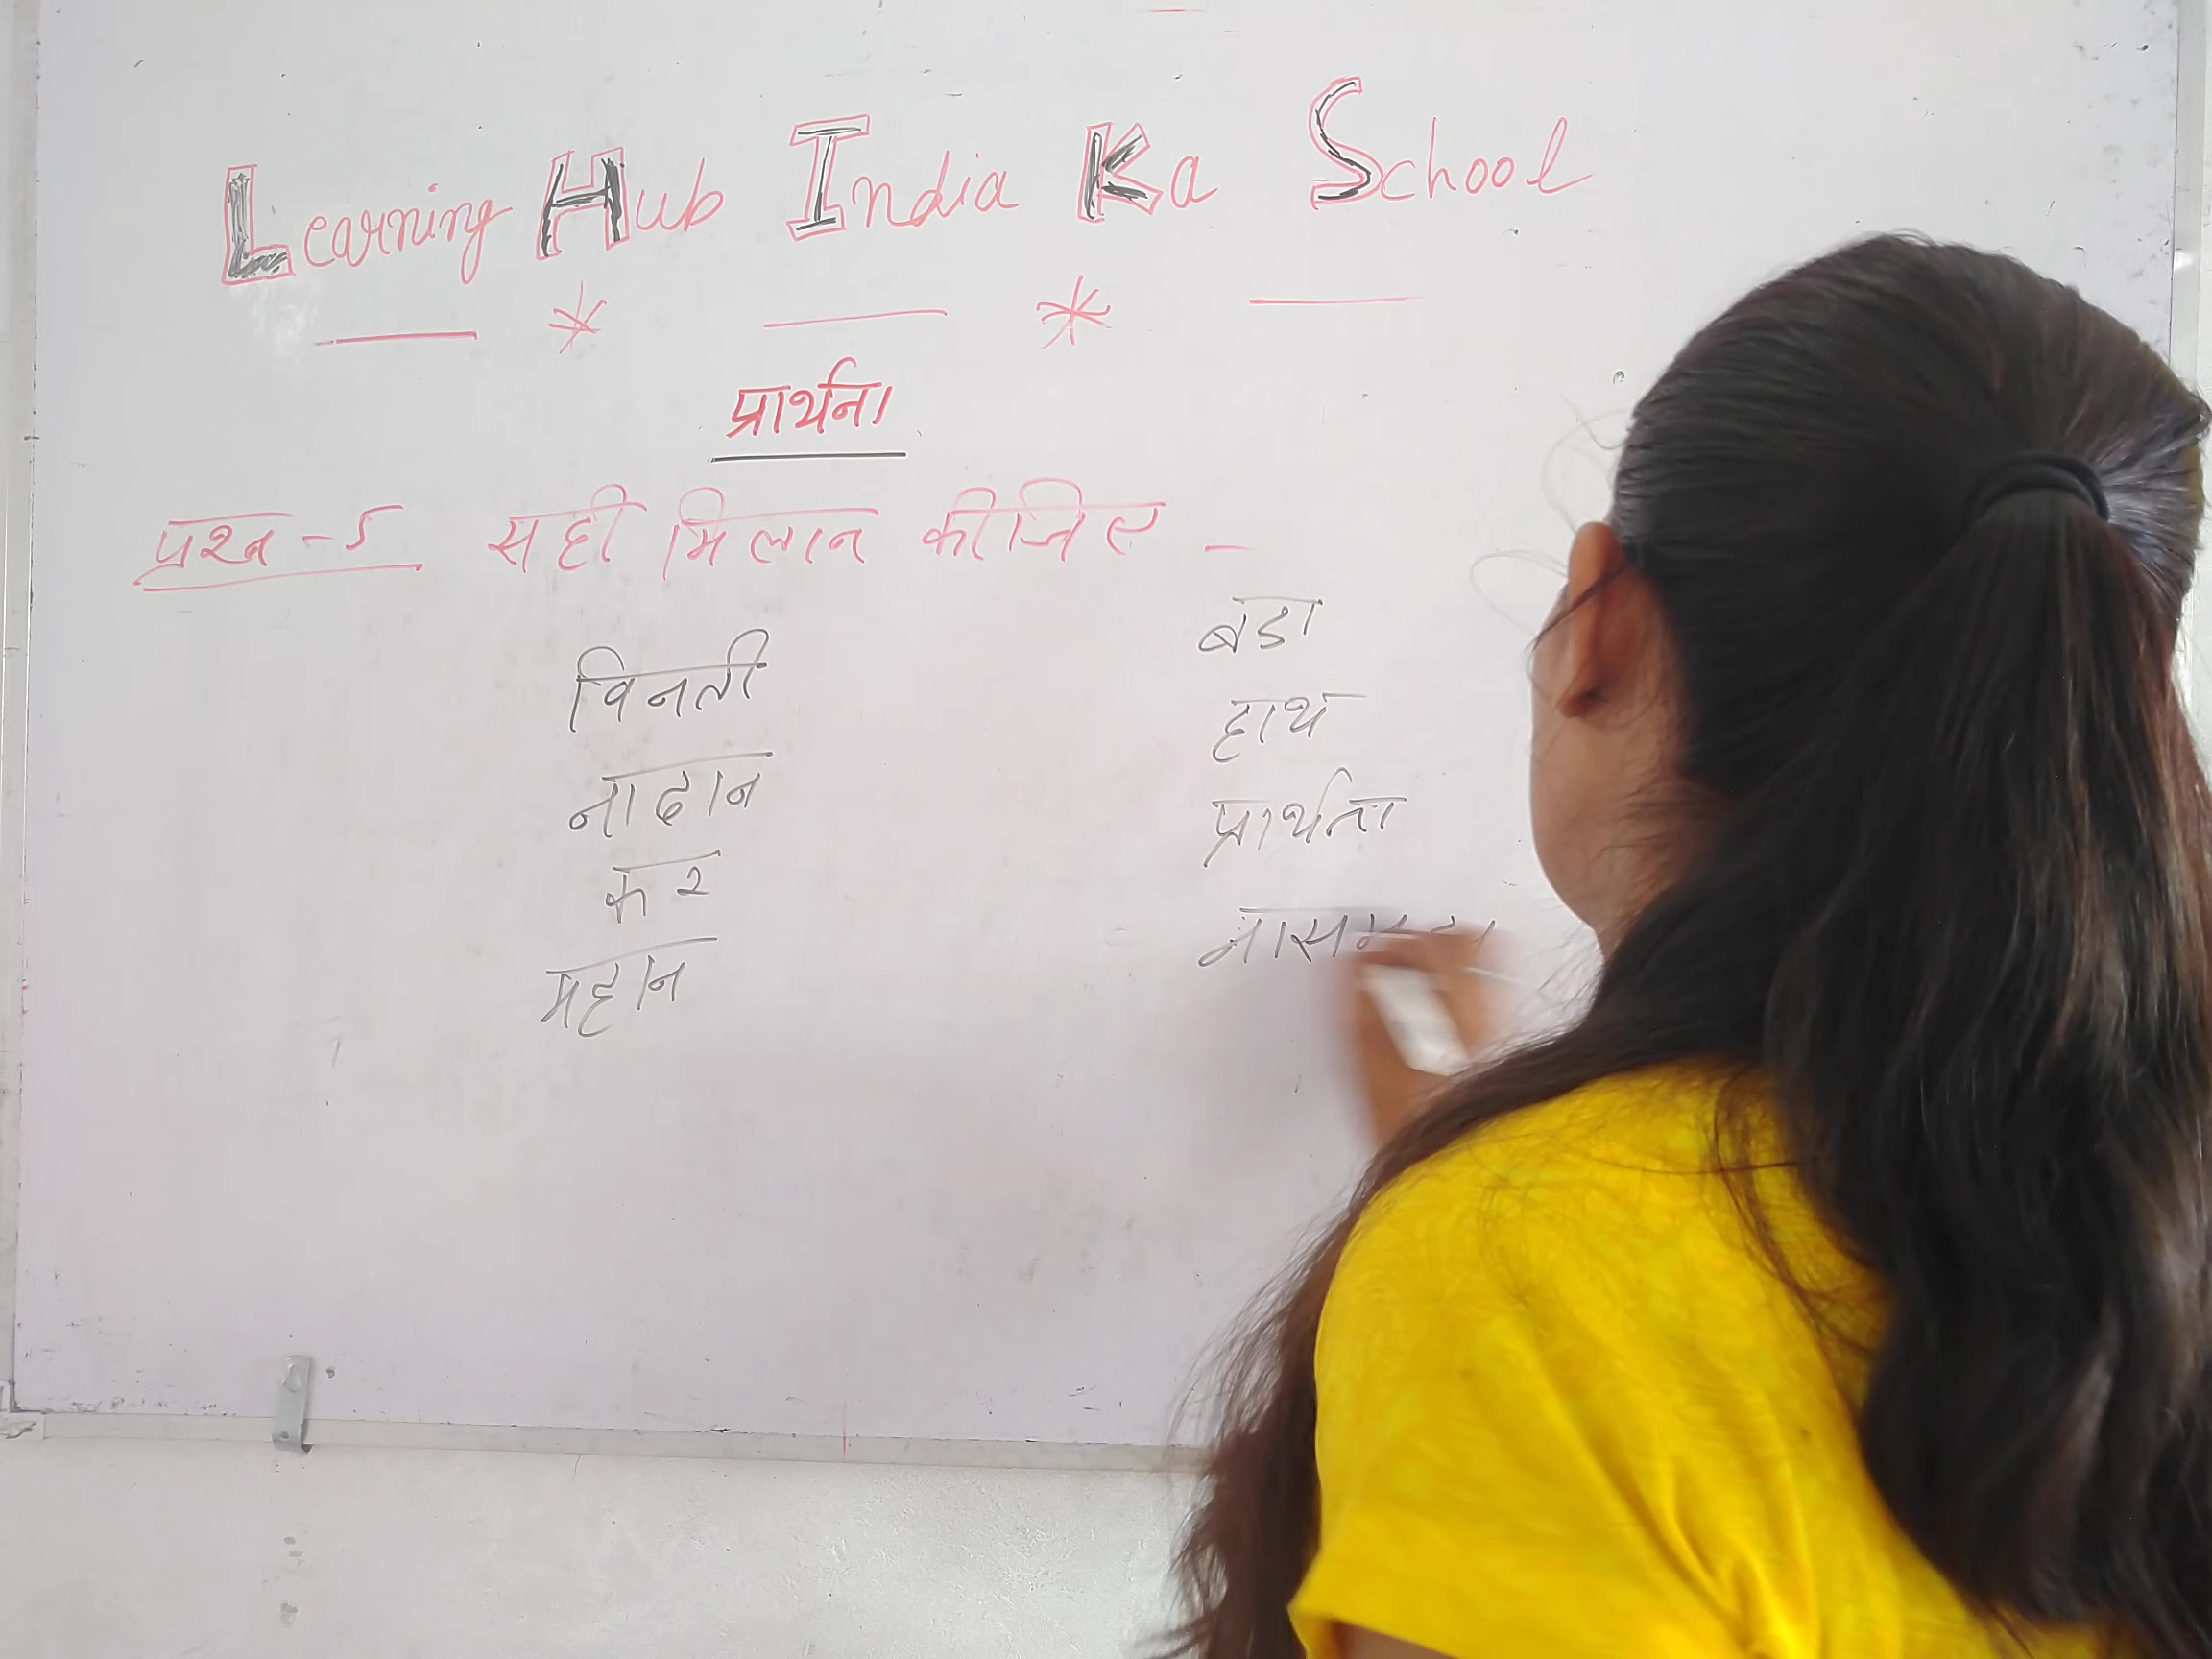 Learning Hub India Ka School
— * — * —
प्रार्थना
प्रश्न -5 सही मिलान कीजिए -
विनती बडा
नादान हाथ
कर प्रार्थना
महान